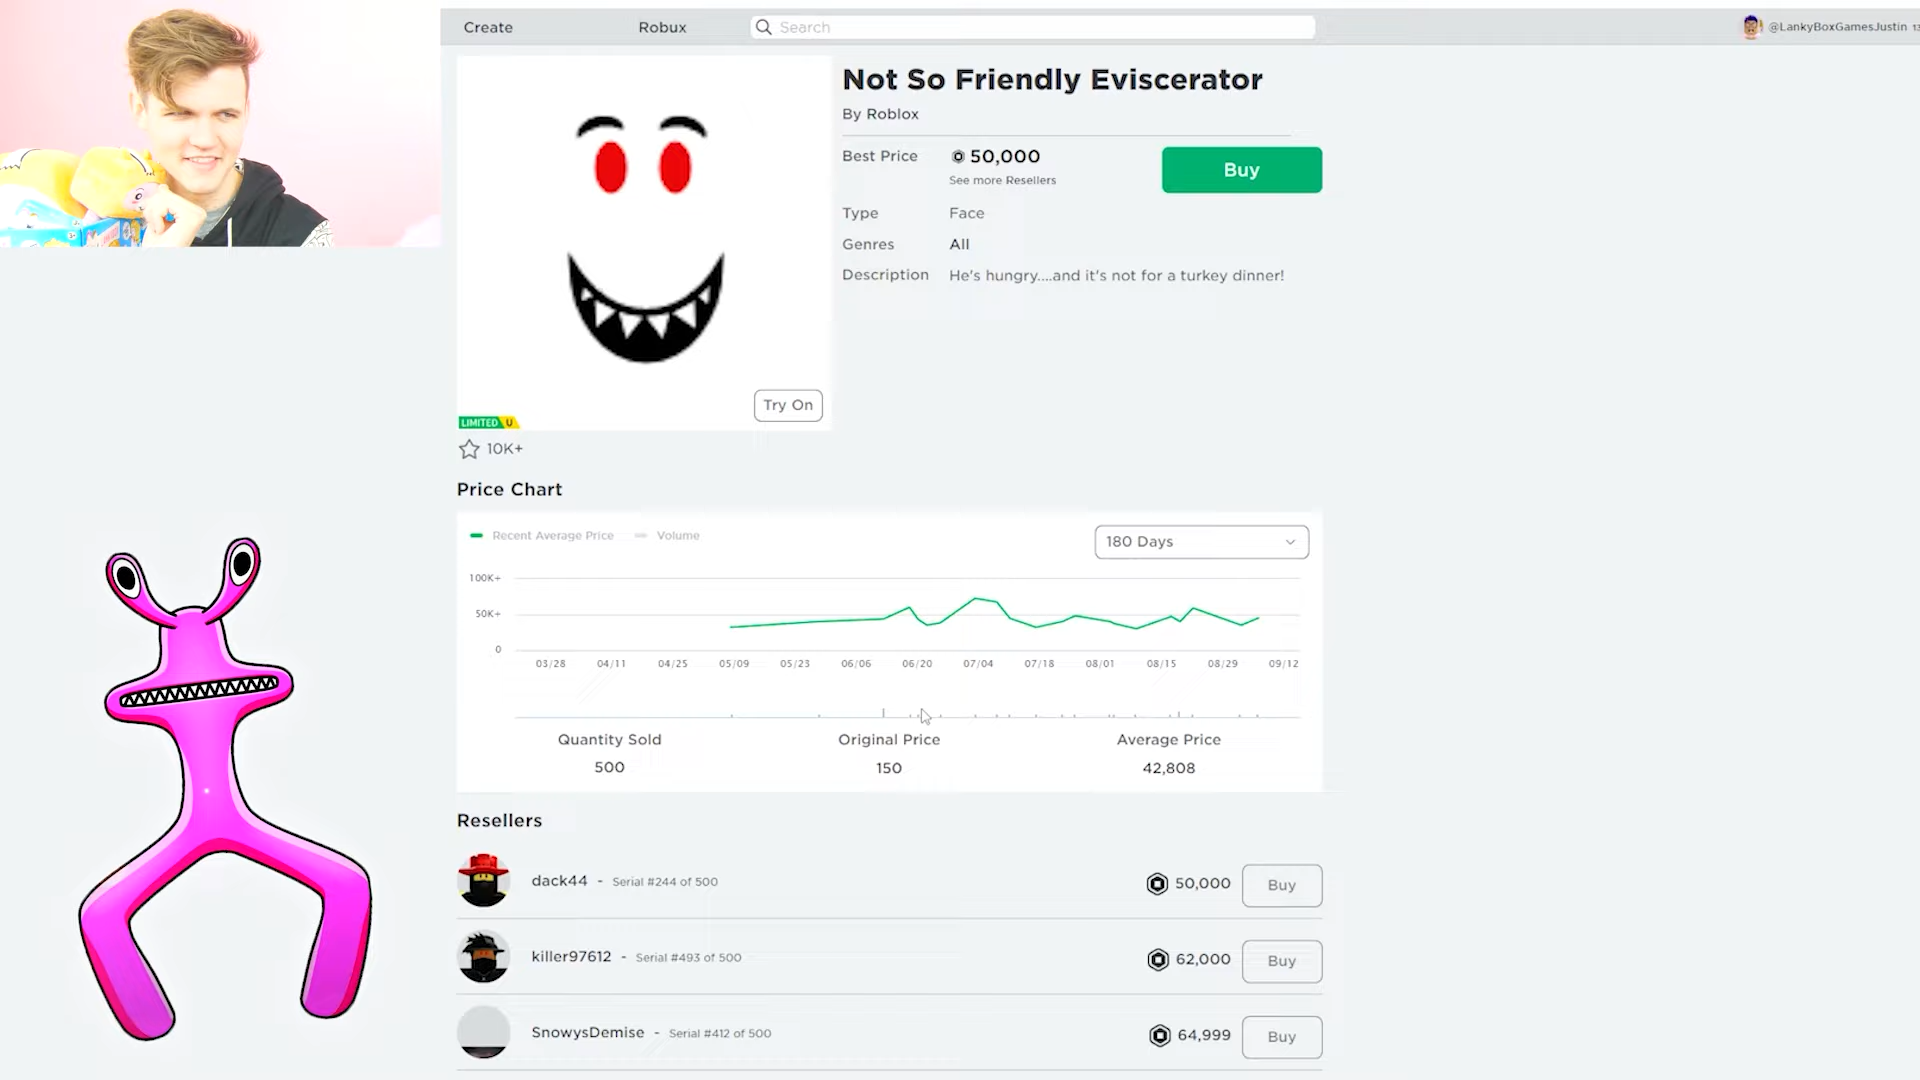 Create
Robux
Search
@LankyBoxGamesJustin
Not So Friendly Eviscerator
By Roblox
Best Price
50,000
See more Resellers
Buy
Type
Face
Genres
All
Description
He's hungry....and it's not for a turkey dinner!
Try On
LIMITED U
10K+
Price Chart
Recent Average Price
Volume
180 Days
100K+
50K+
0
03/28
04/11
04/25
05/09
05/23
06/06
06/20
07/04
07/18
08/01
08/15
08/29
09/12
Quantity Sold
Original Price
Average Price
500
150
42,808
Resellers
dack44 - Serial #244 of 500
50,000
Buy
killer97612 - Serial #493 of 500
62,000
Buy
SnowysDemise - Serial #412 of 500
64,999
Buy